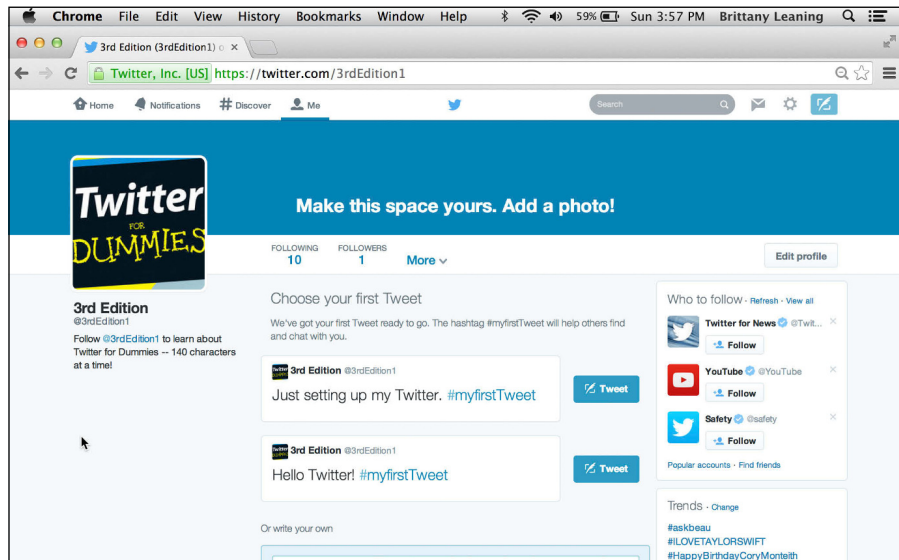 Chrome File Edit View History Bookmarks Window Help 59% Sun 3:57 PM Brittany Leaning
3rd Edition (3rdEdition1) o ×
Twitter, Inc. [US] https://twitter.com/3rdEdition1
Home Notifications # Discover Me Search
Twitter
FOR
DUMMIES
Make this space yours. Add a photo!
FOLLOWING FOLLOWERS
10 1 More
Edit profile
3rd Edition
@3rdEdition1
Follow @3rdEdition1 to learn about
Twitter for Dummies -- 140 characters
at a time!
Choose your first Tweet
We've got your first Tweet ready to go. The hashtag #myfirstTweet will help others find
and chat with you.
3rd Edition @3rdEdition1
Just setting up my Twitter. #myfirstTweet
Tweet
3rd Edition @3rdEdition1
Hello Twitter! #myfirstTweet
Tweet
Or write your own
Who to follow · Refresh · View all
Twitter for News @Twit... ×
Follow
YouTube @YouTube ×
Follow
Safety @safety ×
Follow
Popular accounts · Find friends
Trends · Change
#askbeau
#ILOVETAYLORSWIFT
#HappyBirthdayCoryMonteith